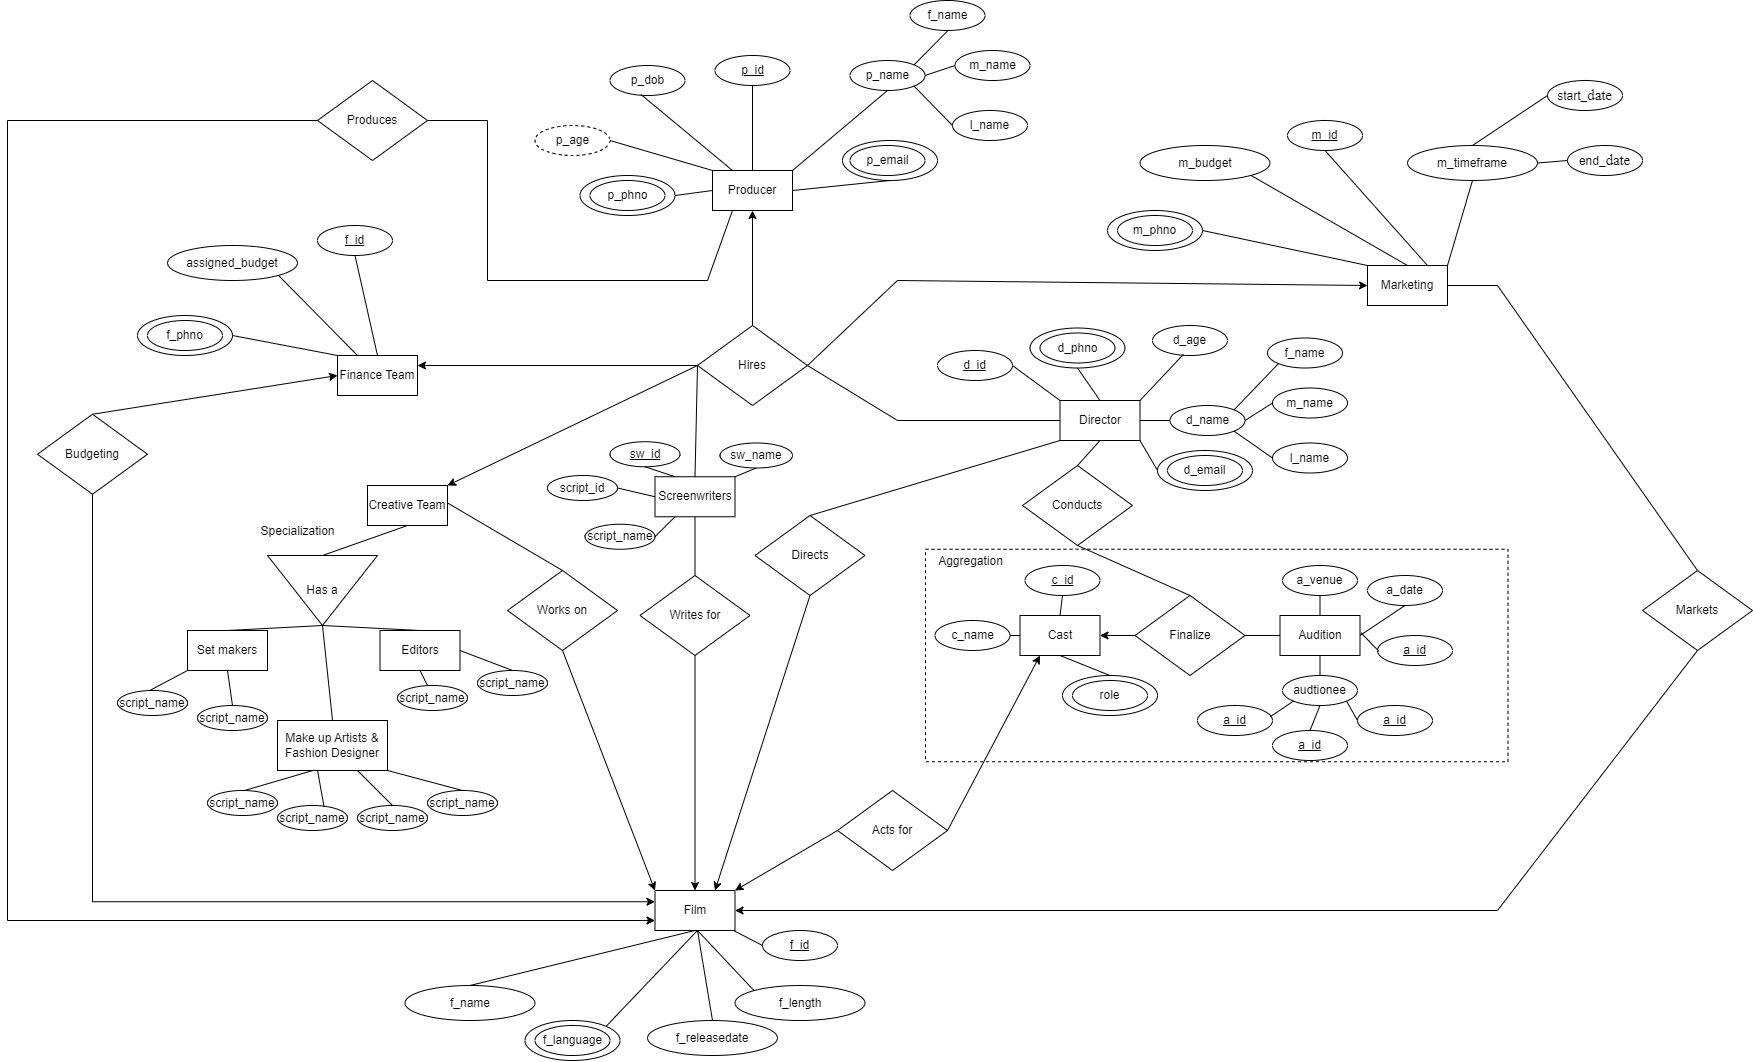 f_name
p_id
p_name
m_name
p_dob
start_date
Produces
l_name
m_id
p_age
p_email
m_budget
m_timeframe
end_date
Producer
p_phno
m_phno
f_id
assigned_budget
Marketing
f_phno
d_phno
d_age
f_name
Finance Team
Hires
d_id
m_name
Director
d_name
Budgeting
sw_id
sw_name
l_name
d_email
script_id
Screenwriters
Creative Team
Conducts
Specialization
script_name
Directs
Aggregation
Has a
c_id
a_venue
a_date
Works on
Writes for
Markets
c_name
Cast
Finalize
Audition
a_id
Set makers
Editors
script_name
script_name
script_name
script_name
role
audtionee
a_id
a_id
a_id
Make up Artists &
Fashion Designer
script_name
script_name
script_name
script_name
Acts for
Film
f_id
f_name
f_length
f_language
f_releasedate